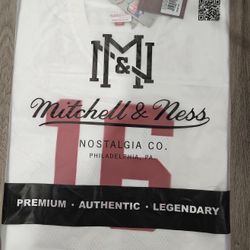 M&N
Mitchell & Ness
NOSTALGIA CO.
PHILADELPHIA, PA
16
PREMIUM • AUTHENTIC • LEGENDARY